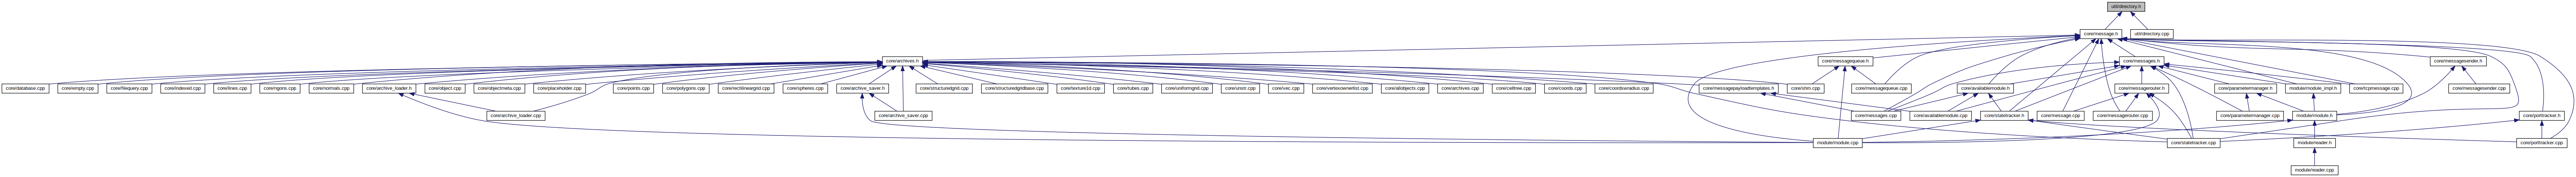 util/directory.h
core/message.h
util/directory.cpp
core/archives.h
core/messagequeue.h
core/messages.h
core/messagesender.h
core/database.cpp
core/empty.cpp
core/filequery.cpp
core/indexed.cpp
core/lines.cpp
core/ngons.cpp
core/normals.cpp
core/archive_loader.h
core/object.cpp
core/objectmeta.cpp
core/placeholder.cpp
core/points.cpp
core/polygons.cpp
core/rectilineargrid.cpp
core/spheres.cpp
core/archive_saver.h
core/structuredgrid.cpp
core/structuredgridbase.cpp
core/texture1d.cpp
core/tubes.cpp
core/uniformgrid.cpp
core/unstr.cpp
core/vec.cpp
core/vertexownerlist.cpp
core/allobjects.cpp
core/archives.cpp
core/celltree.cpp
core/coords.cpp
core/coordswradius.cpp
core/messagepayloadtemplates.h
core/shm.cpp
core/messagequeue.cpp
core/availablemodule.h
core/messagerouter.h
core/parametermanager.h
module/module_impl.h
core/tcpmessage.cpp
core/messagesender.cpp
core/archive_loader.cpp
core/archive_saver.cpp
core/messages.cpp
core/availablemodule.cpp
core/statetracker.h
core/message.cpp
core/messagerouter.cpp
core/parametermanager.cpp
module/module.h
core/porttracker.h
module/module.cpp
core/statetracker.cpp
module/reader.h
core/porttracker.cpp
module/reader.cpp